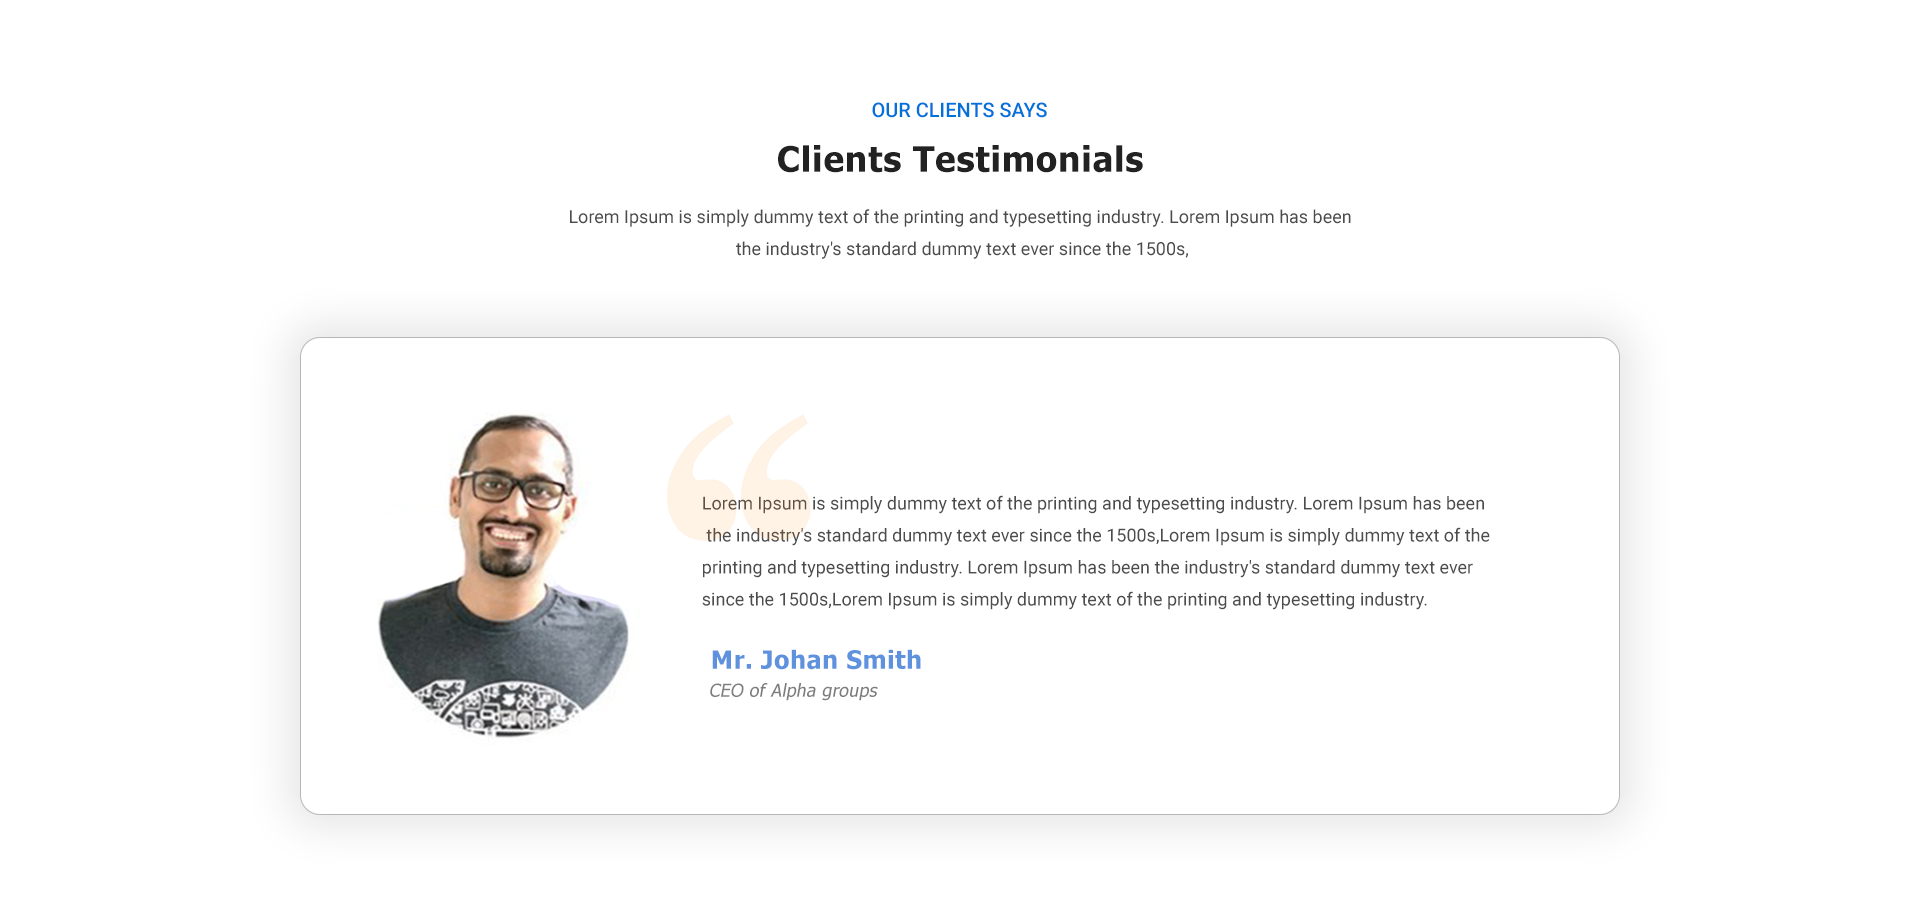 OUR CLIENTS SAYS
Clients Testimonials
Lorem Ipsum is simply dummy text of the printing and typesetting industry. Lorem Ipsum has been
the industry's standard dummy text ever since the 1500s,
Lorem Ipsum is simply dummy text of the printing and typesetting industry. Lorem Ipsum has been
the industry's standard dummy text ever since the 1500s,Lorem Ipsum is simply dummy text of the
printing and typesetting industry. Lorem Ipsum has been the industry's standard dummy text ever
since the 1500s,Lorem Ipsum is simply dummy text of the printing and typesetting industry.
Mr. Johan Smith
CEO of Alpha groups